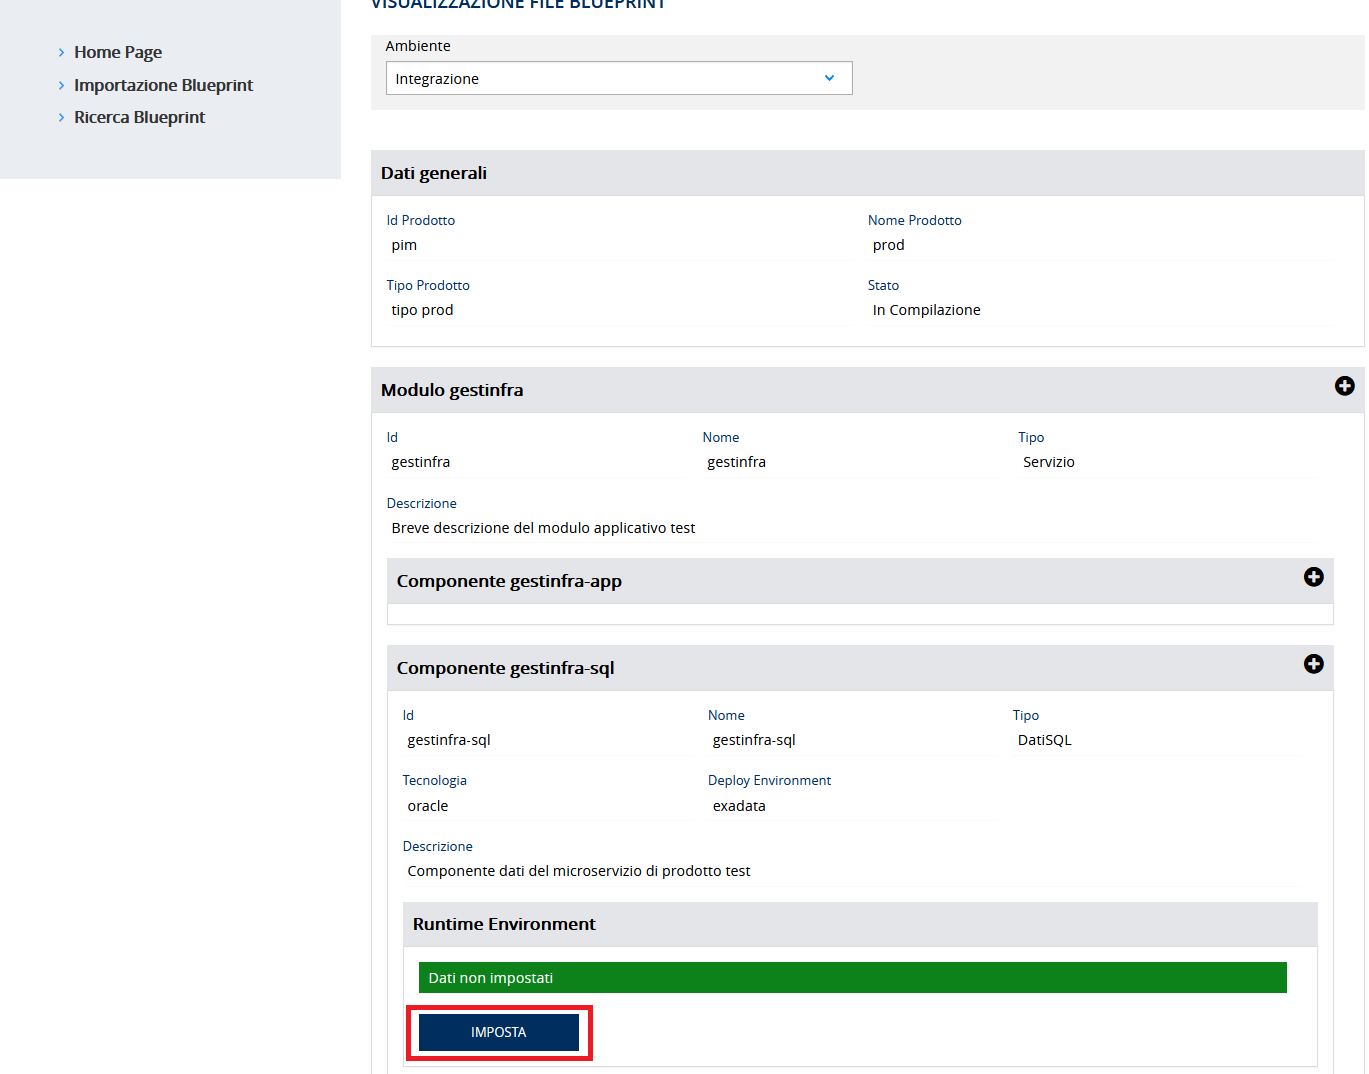 VISUALIZZAZIONE FILE BLUEPRINT
Home Page
Importazione Blueprint
Ricerca Blueprint
Ambiente
Integrazione
Dati generali
Id Prodotto
Nome Prodotto
pim
prod
Tipo Prodotto
Stato
tipo prod
In Compilazione
Modulo gestinfra
Id
Nome
Tipo
gestinfra
gestinfra
Servizio
Descrizione
Breve descrizione del modulo applicativo test
Componente gestinfra-app
Componente gestinfra-sql
Id
Nome
Tipo
gestinfra-sql
gestinfra-sql
DatiSQL
Tecnologia
Deploy Environment
oracle
exadata
Descrizione
Componente dati del microservizio di prodotto test
Runtime Environment
Dati non impostati
IMPOSTA